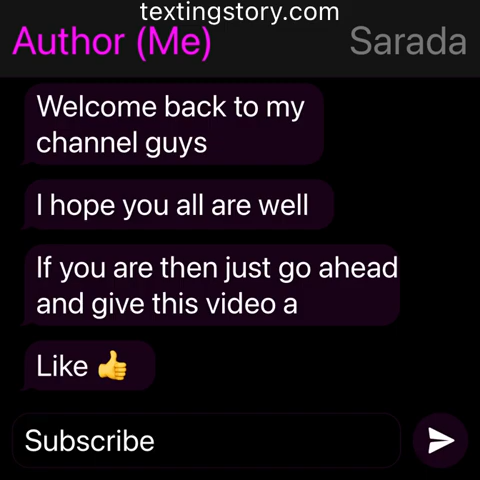 textingstory.com
Author (Me) Sarada
Welcome back to my
channel guys
I hope you all are well
If you are then just go ahead
and give this video a
Like 👍
Subscribe